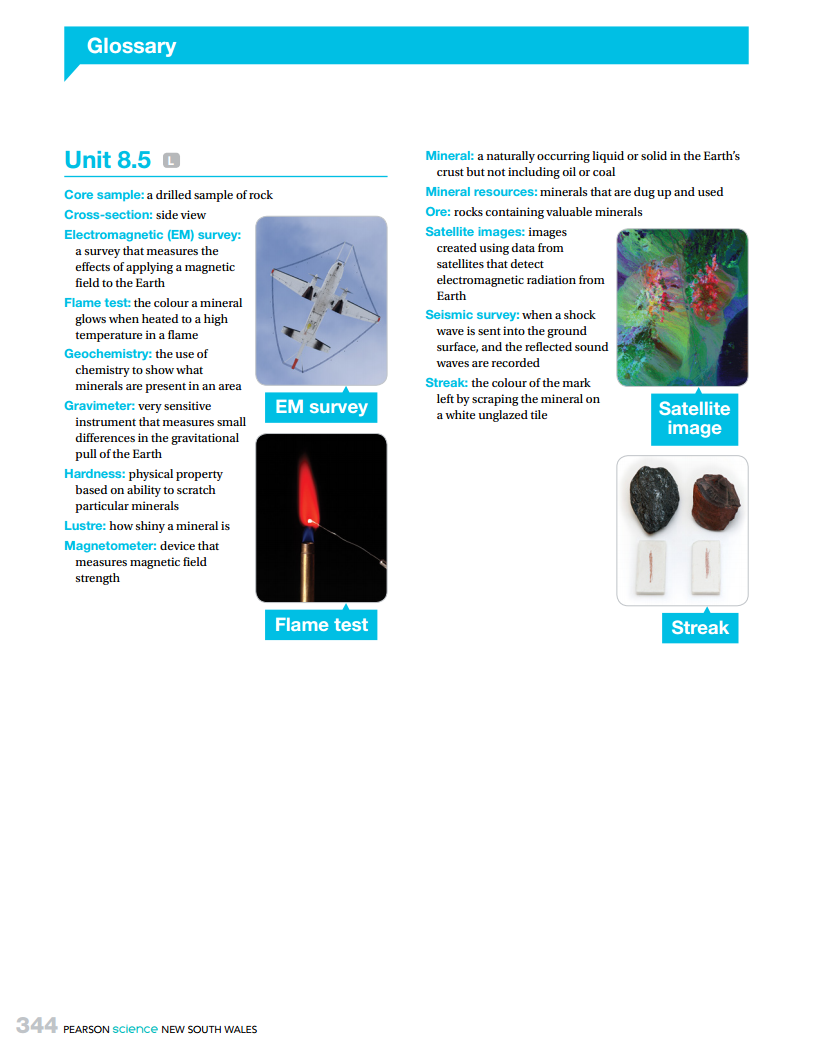 Glossary
Unit 8.5 L
Core sample: a drilled sample of rock
Cross-section: side view
Electromagnetic (EM) survey:
a survey that measures the
effects of applying a magnetic
field to the Earth
Flame test: the colour a mineral
glows when heated to a high
temperature in a flame
Geochemistry: the use of
chemistry to show what
minerals are present in an area
Gravimeter: very sensitive
instrument that measures small
differences in the gravitational
pull of the Earth
Hardness: physical property
based on ability to scratch
particular minerals
Lustre: how shiny a mineral is
Magnetometer: device that
measures magnetic field
strength
EM survey
Flame test
Mineral: a naturally occurring liquid or solid in the Earth's
crust but not including oil or coal
Mineral resources: minerals that are dug up and used
Ore: rocks containing valuable minerals
Satellite images: images
created using data from
satellites that detect
electromagnetic radiation from
Earth
Seismic survey: when a shock
wave is sent into the ground
surface, and the reflected sound
waves are recorded
Streak: the colour of the mark
left by scraping the mineral on
a white unglazed tile
Satellite
image
Streak
344 PEARSON science NEW SOUTH WALES